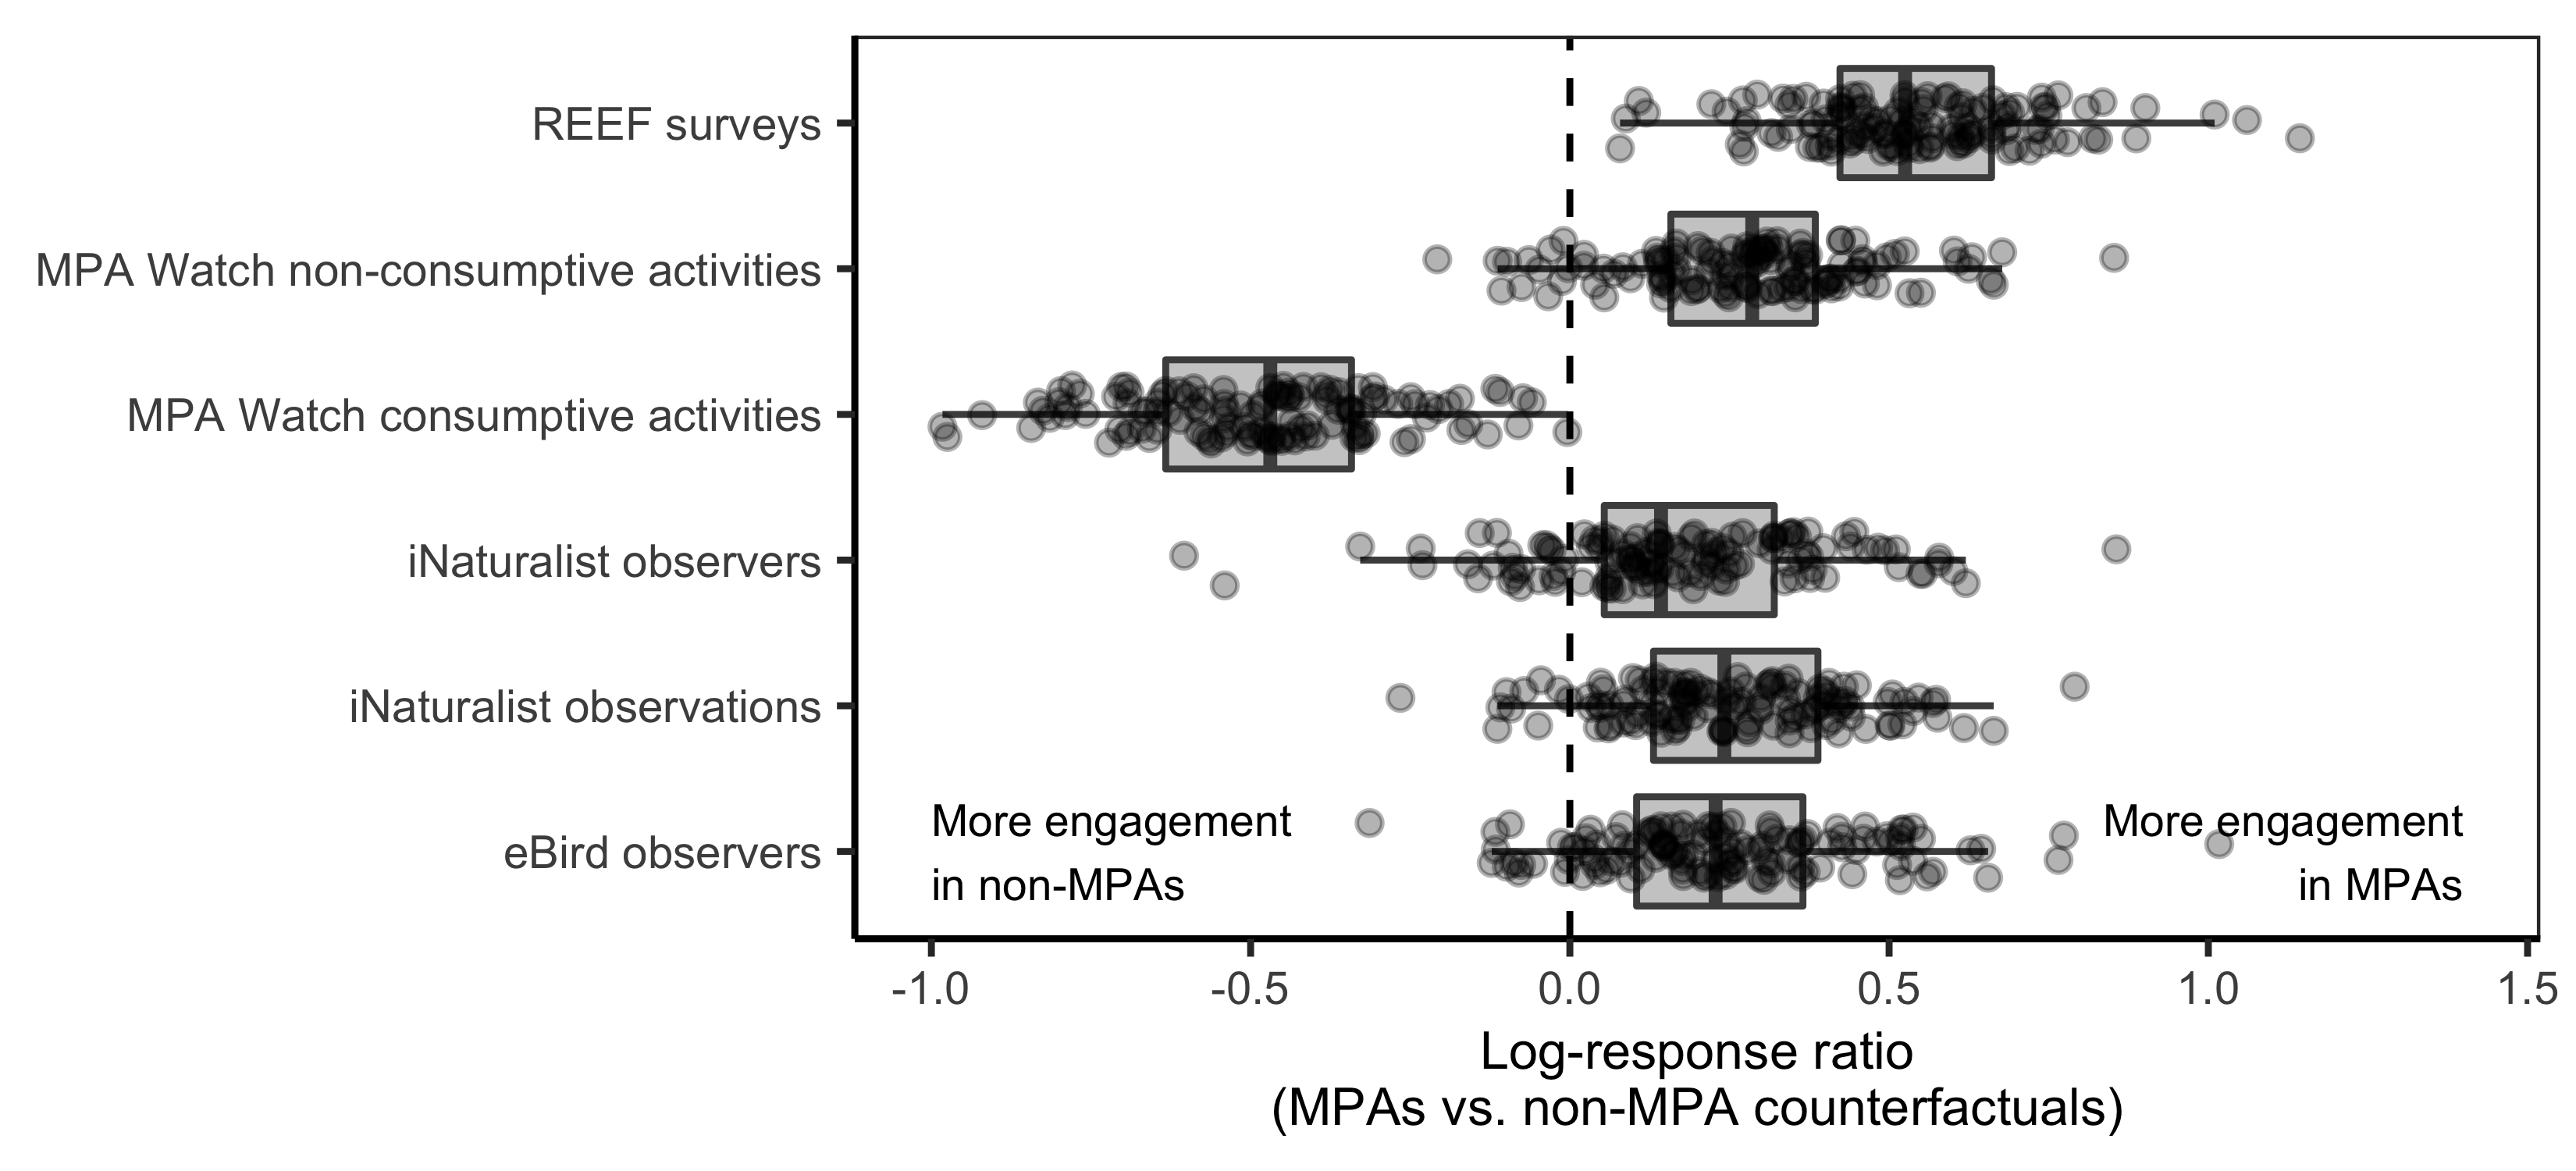 REEF surveys
MPA Watch non-consumptive activities
MPA Watch consumptive activities
iNaturalist observers
iNaturalist observations
eBird observers
More engagement
in non-MPAs
More engagement
in MPAs
-1.0 -0.5 0.0 0.5 1.0 1.5
Log-response ratio
(MPAs vs. non-MPA counterfactuals)